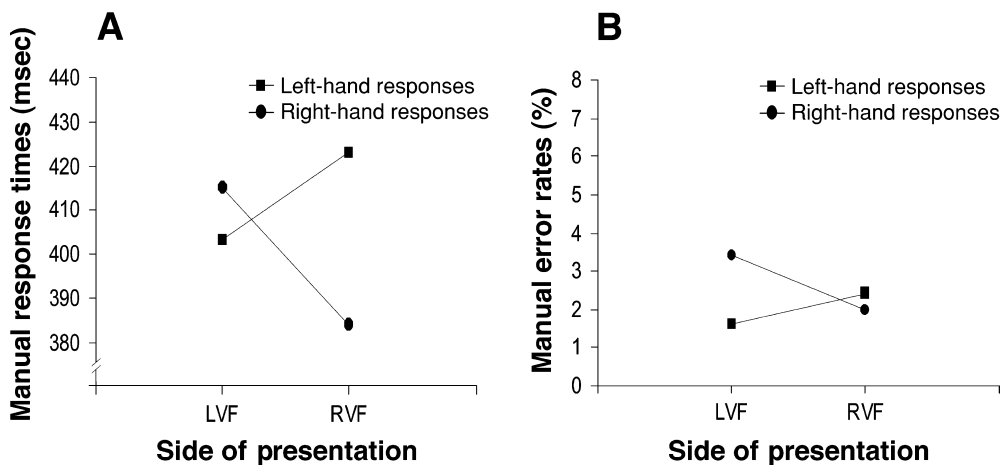 A
Manual response times (msec)
440
430
420
410
400
390
380
Left-hand responses
Right-hand responses
LVF
RVF
Side of presentation
B
Manual error rates (%)
8
7
6
5
4
3
2
1
0
Left-hand responses
Right-hand responses
LVF
RVF
Side of presentation